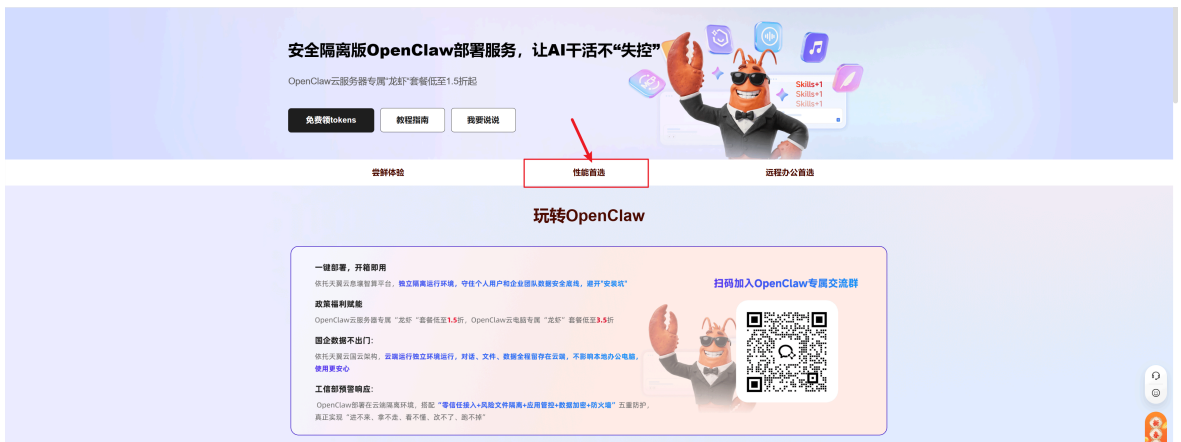 安全隔离版OpenClaw部署服务，让AI干活不“失控”
OpenClaw云服务器专属"龙虾"套餐低至1.5折起
免费领tokens
教程指南
我要说说
Skills+1
Skills+1
Skills+1
尝鲜体验
性能首选
远程办公首选
玩转OpenClaw
一键部署，开箱即用
依托天翼云息壤智算平台，独立隔离运行环境，守住个人用户和企业团队数据安全底线，避开"安装坑"
政策福利赋能
OpenClaw云服务器专属“龙虾 ”套餐低至1.5折，OpenClaw云电脑专属“龙虾” 套餐低至3.5折
国企数据不出门：
依托天翼云国云架构，云端运行独立环境运行，对话、文件、数据全程留存在云端，不影响本地办公电脑，
使用更安心
工信部预警响应：
OpenClaw部署在云端隔离环境，搭配“零信任接入+风险文件隔离+应用管控+数据加密+防火墙”五重防护，
真正实现“进不来、拿不走、看不懂、改不了、跑不掉”
扫码加入OpenClaw专属交流群